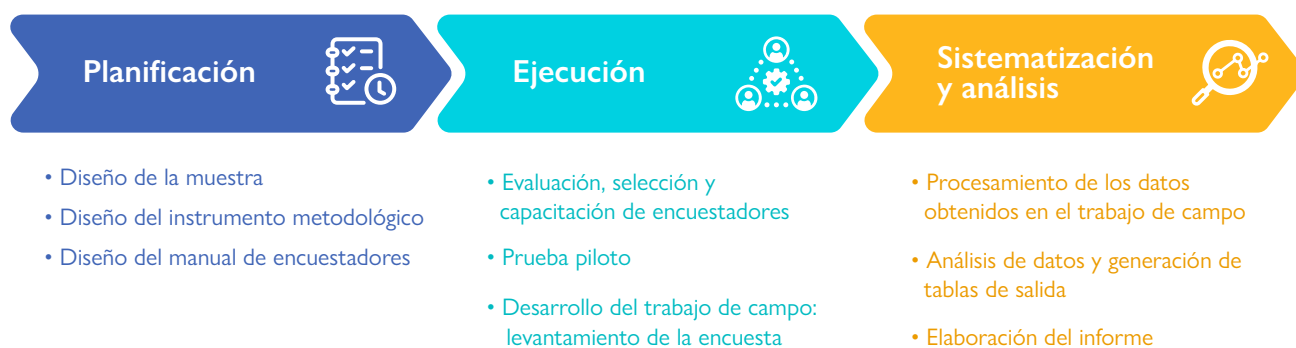 Planificación
• Diseño de la muestra
• Diseño del instrumento metodológico
• Diseño del manual de encuestadores
Ejecución
• Evaluación, selección y
capacitación de encuestadores
• Prueba piloto
• Desarrollo del trabajo de campo:
levantamiento de la encuesta
Sistematización
y análisis
• Procesamiento de los datos
obtenidos en el trabajo de campo
• Análisis de datos y generación de
tablas de salida
• Elaboración del informe